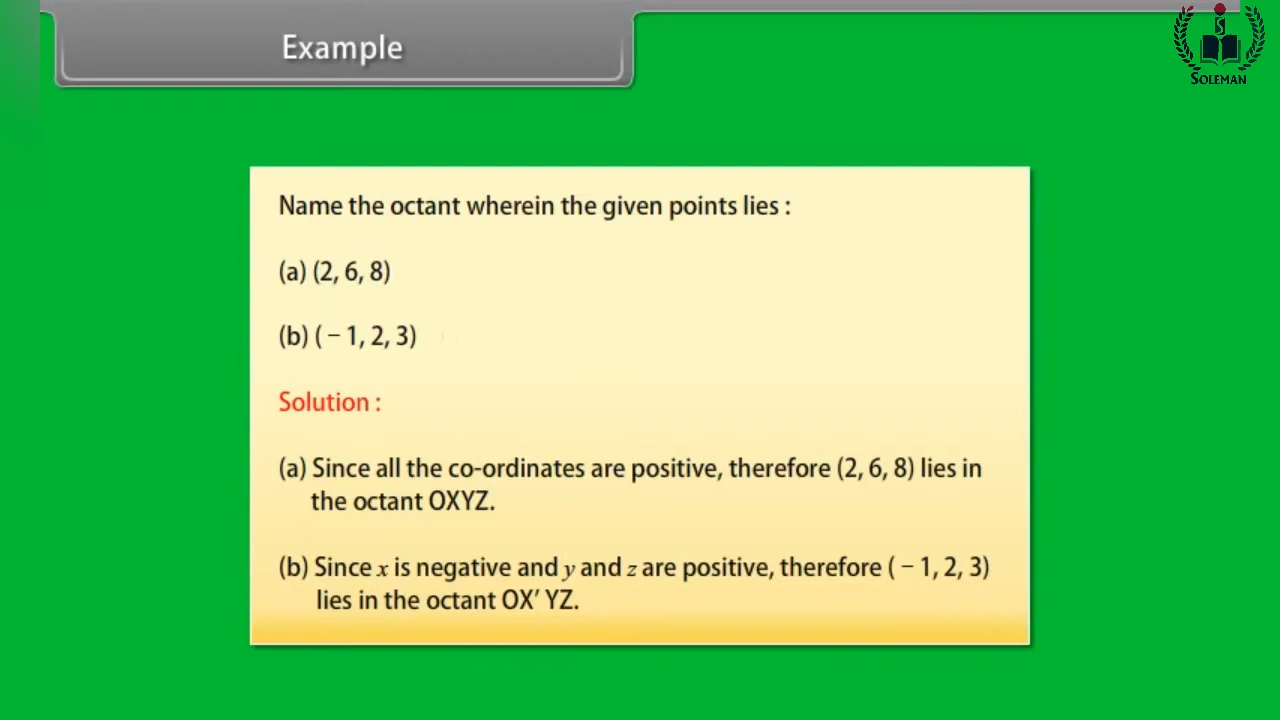 Example
SOLEMAN
Name the octant wherein the given points lies :
(a) (2, 6, 8)
(b) ( − 1, 2, 3)
Solution :
(a) Since all the co-ordinates are positive, therefore (2, 6, 8) lies in
the octant OXYZ.
(b) Since x is negative and y and z are positive, therefore ( − 1, 2, 3)
lies in the octant OX′ YZ.